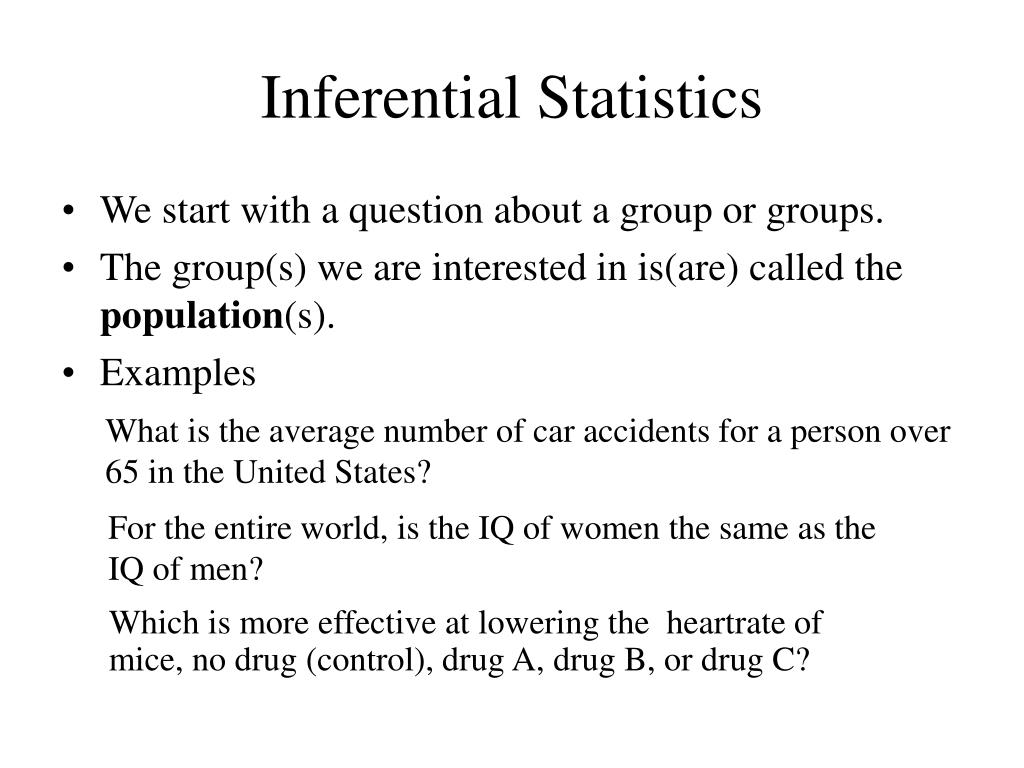 Inferential Statistics
• We start with a question about a group or groups.
• The group(s) we are interested in is(are) called the
population(s).
• Examples
What is the average number of car accidents for a person over
65 in the United States?
For the entire world, is the IQ of women the same as the
IQ of men?
Which is more effective at lowering the  heartrate of
mice, no drug (control), drug A, drug B, or drug C?